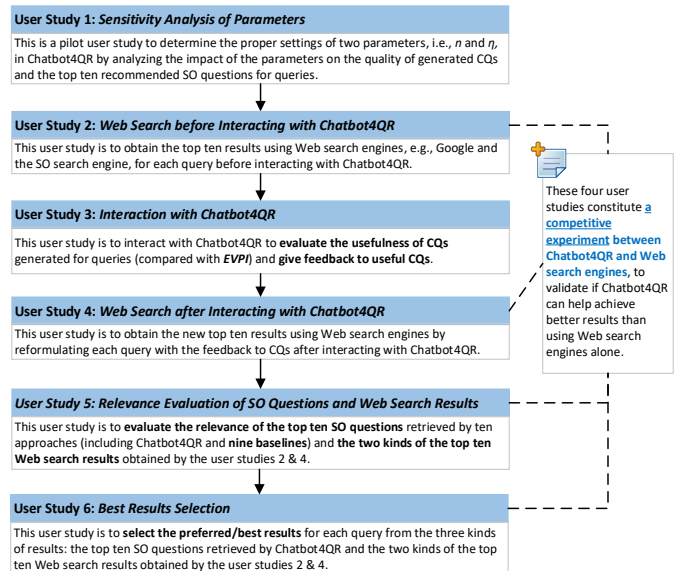 User Study 1: Sensitivity Analysis of Parameters
This is a pilot user study to determine the proper settings of two parameters, i.e., n and η,
in Chatbot4QR by analyzing the impact of the parameters on the quality of generated CQs
and the top ten recommended SO questions for queries.
User Study 2: Web Search before Interacting with Chatbot4QR
This user study is to obtain the top ten results using Web search engines, e.g., Google and
the SO search engine, for each query before interacting with Chatbot4QR.
User Study 3: Interaction with Chatbot4QR
This user study is to interact with Chatbot4QR to evaluate the usefulness of CQs
generated for queries (compared with EVPI) and give feedback to useful CQs.
User Study 4: Web Search after Interacting with Chatbot4QR
This user study is to obtain the new top ten results using Web search engines by
reformulating each query with the feedback to CQs after interacting with Chatbot4QR.
User Study 5: Relevance Evaluation of SO Questions and Web Search Results
This user study is to evaluate the relevance of the top ten SO questions retrieved by ten
approaches (including Chatbot4QR and nine baselines) and the two kinds of the top ten
Web search results obtained by the user studies 2 & 4.
User Study 6: Best Results Selection
This user study is to select the preferred/best results for each query from the three kinds
of results: the top ten SO questions retrieved by Chatbot4QR and the two kinds of the top
ten Web search results obtained by the user studies 2 & 4.
These four user
studies constitute a
competitive
experiment between
Chatbot4QR and Web
search engines, to
validate if Chatbot4QR
can help achieve
better results than
using Web search
engines alone.